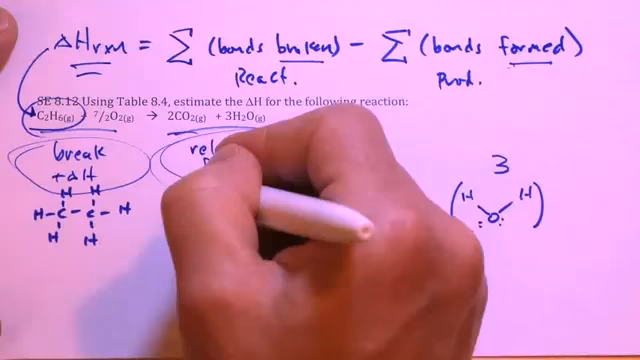 ΔHrxn = Σ (bonds broken) − Σ (bonds formed)
React. Prod.
SE 8.12 Using Table 8.4, estimate the ΔH for the following reaction:
C₂H₆(g) + ⁷/₂O₂(g) → 2CO₂(g) + 3H₂O(g)
break rel
+ΔH
3
H H
H–C–C–H
H H
(H O H)